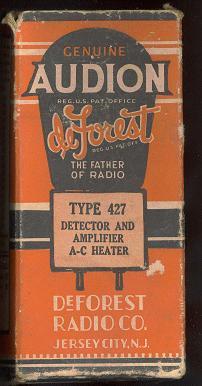 GENUINE
AUDION
REG. U.S. PAT. OFFICE
deForest
REG. U.S. PAT. OFF.
THE FATHER
OF RADIO
TYPE 427
DETECTOR AND
AMPLIFIER
A-C HEATER
DEFOREST
RADIO CO.
JERSEY CITY, N.J.